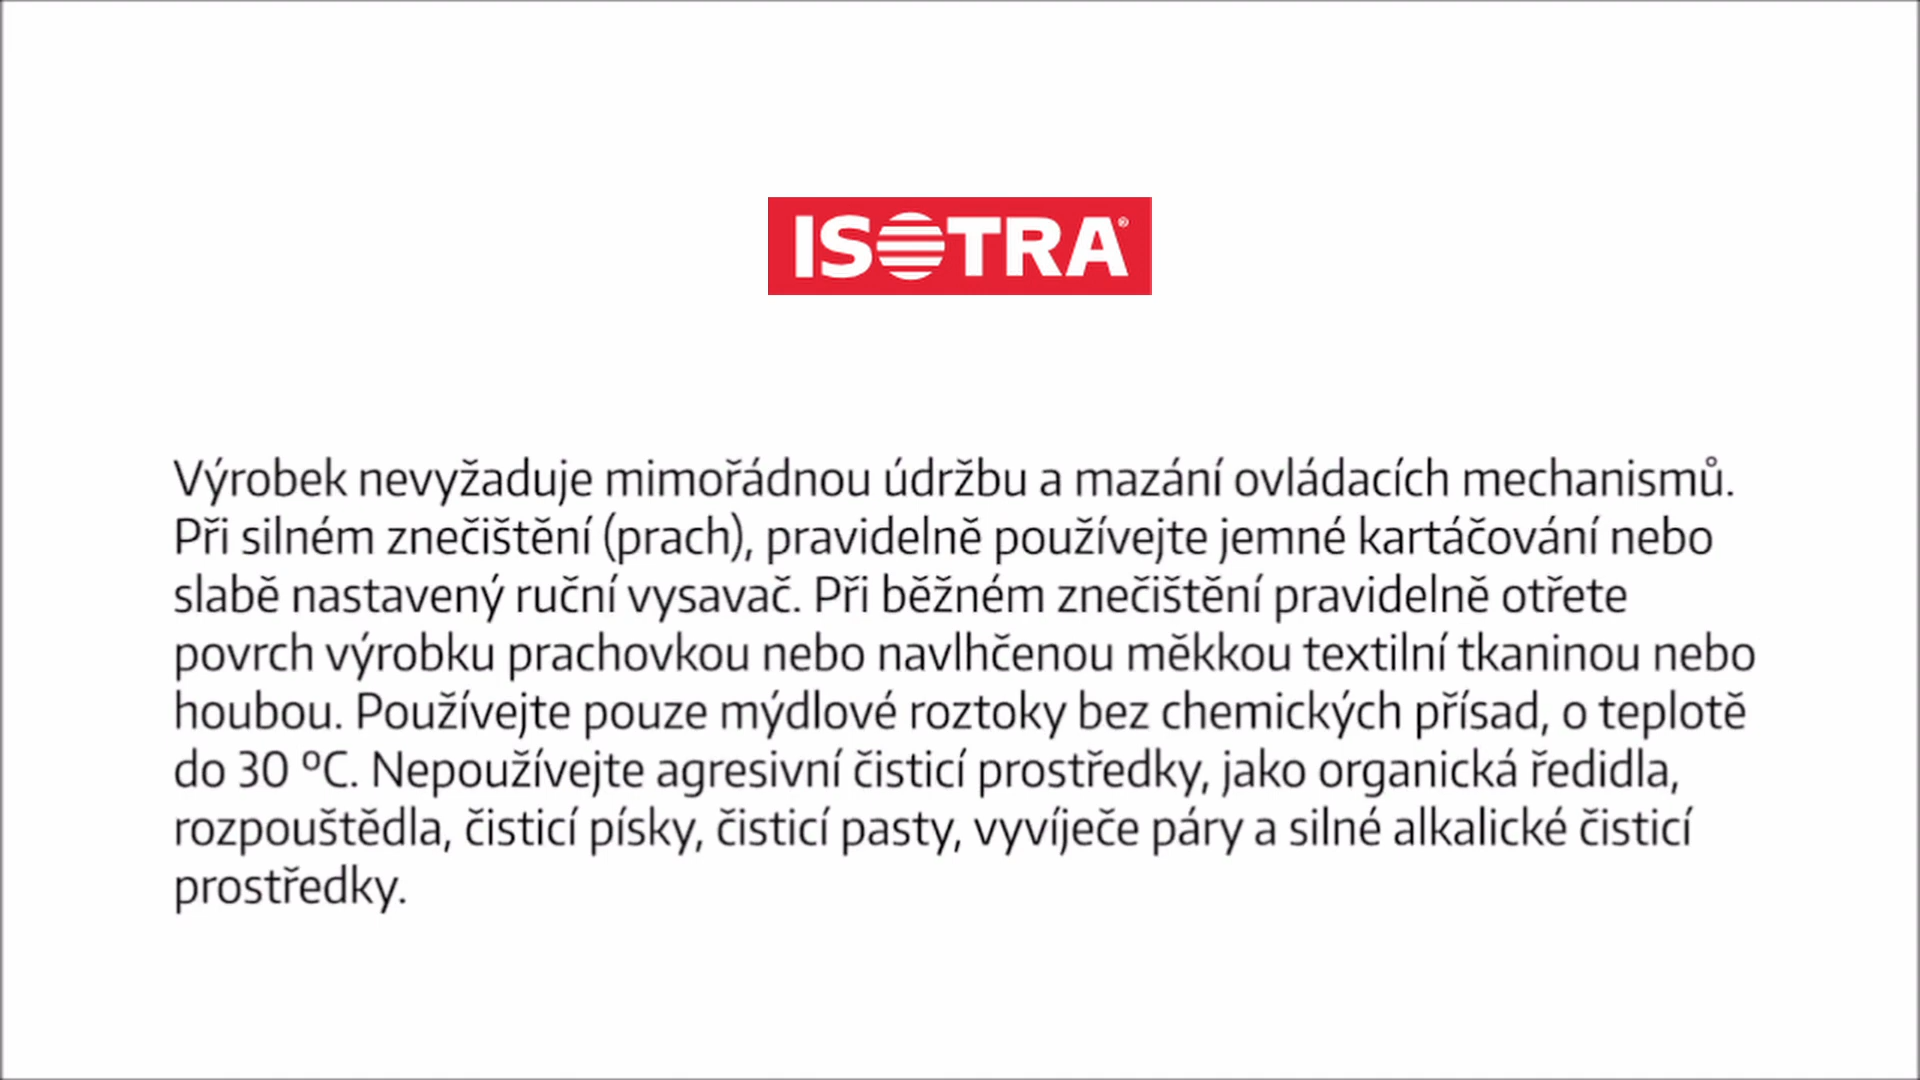 ISOTRA®
Výrobek nevyžaduje mimořádnou údržbu a mazání ovládacích mechanismů.
Při silném znečištění (prach), pravidelně používejte jemné kartáčování nebo
slabě nastavený ruční vysavač. Při běžném znečištění pravidelně otřete
povrch výrobku prachovkou nebo navlhčenou měkkou textilní tkaninou nebo
houbou. Používejte pouze mýdlové roztoky bez chemických přísad, o teplotě
do 30 ºC. Nepoužívejte agresivní čisticí prostředky, jako organická ředidla,
rozpouštědla, čisticí písky, čisticí pasty, vyvíječe páry a silné alkalické čisticí
prostředky.